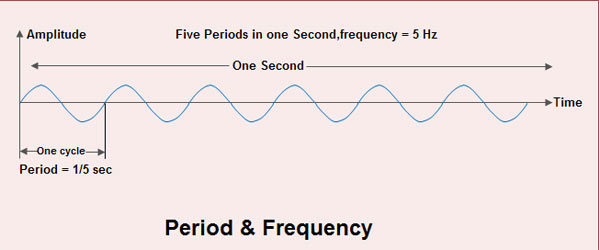 Amplitude
Five Periods in one Second,frequency = 5 Hz
One Second
Time
One cycle
Period = 1/5 sec
Period & Frequency